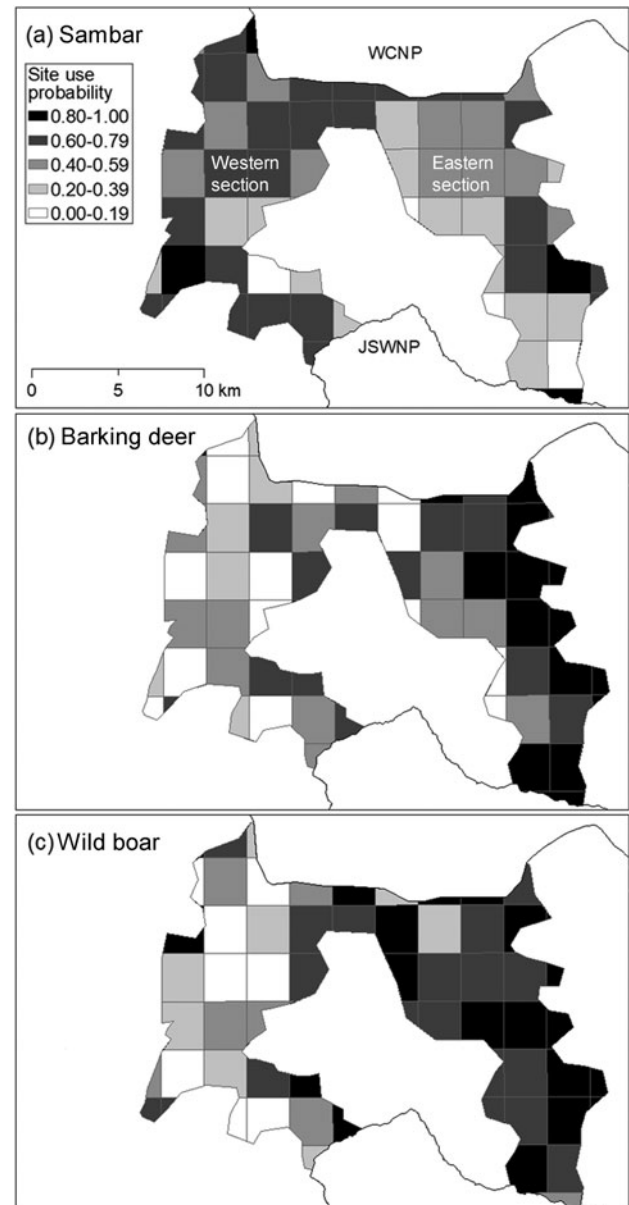 (a) Sambar
WCNP
Site use
probability
0.80-1.00
0.60-0.79
0.40-0.59
0.20-0.39
0.00-0.19
Western
section
Eastern
section
JSWNP
0 5 10 km
(b) Barking deer
(c) Wild boar